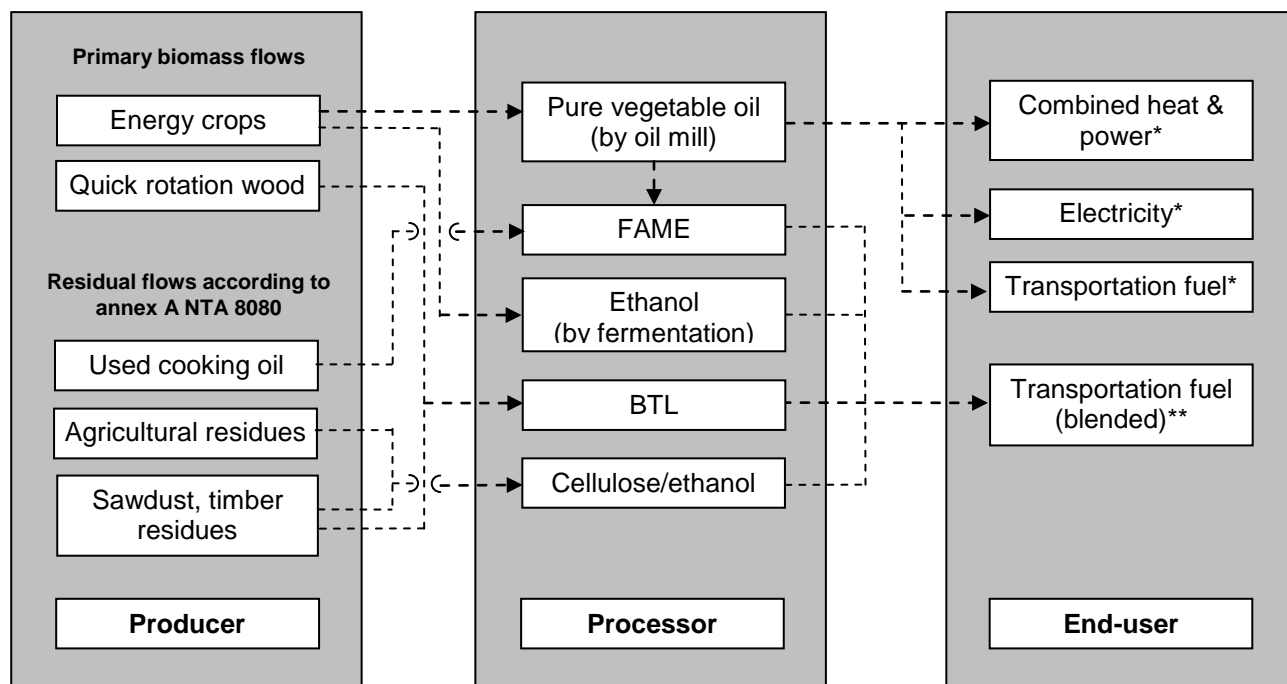 Primary biomass flows
Energy crops
Quick rotation wood
Residual flows according to
annex A NTA 8080
Used cooking oil
Agricultural residues
Sawdust, timber
residues
Producer
Pure vegetable oil
(by oil mill)
FAME
Ethanol
(by fermentation)
BTL
Cellulose/ethanol
Processor
Combined heat &
power*
Electricity*
Transportation fuel*
Transportation fuel
(blended)**
End-user